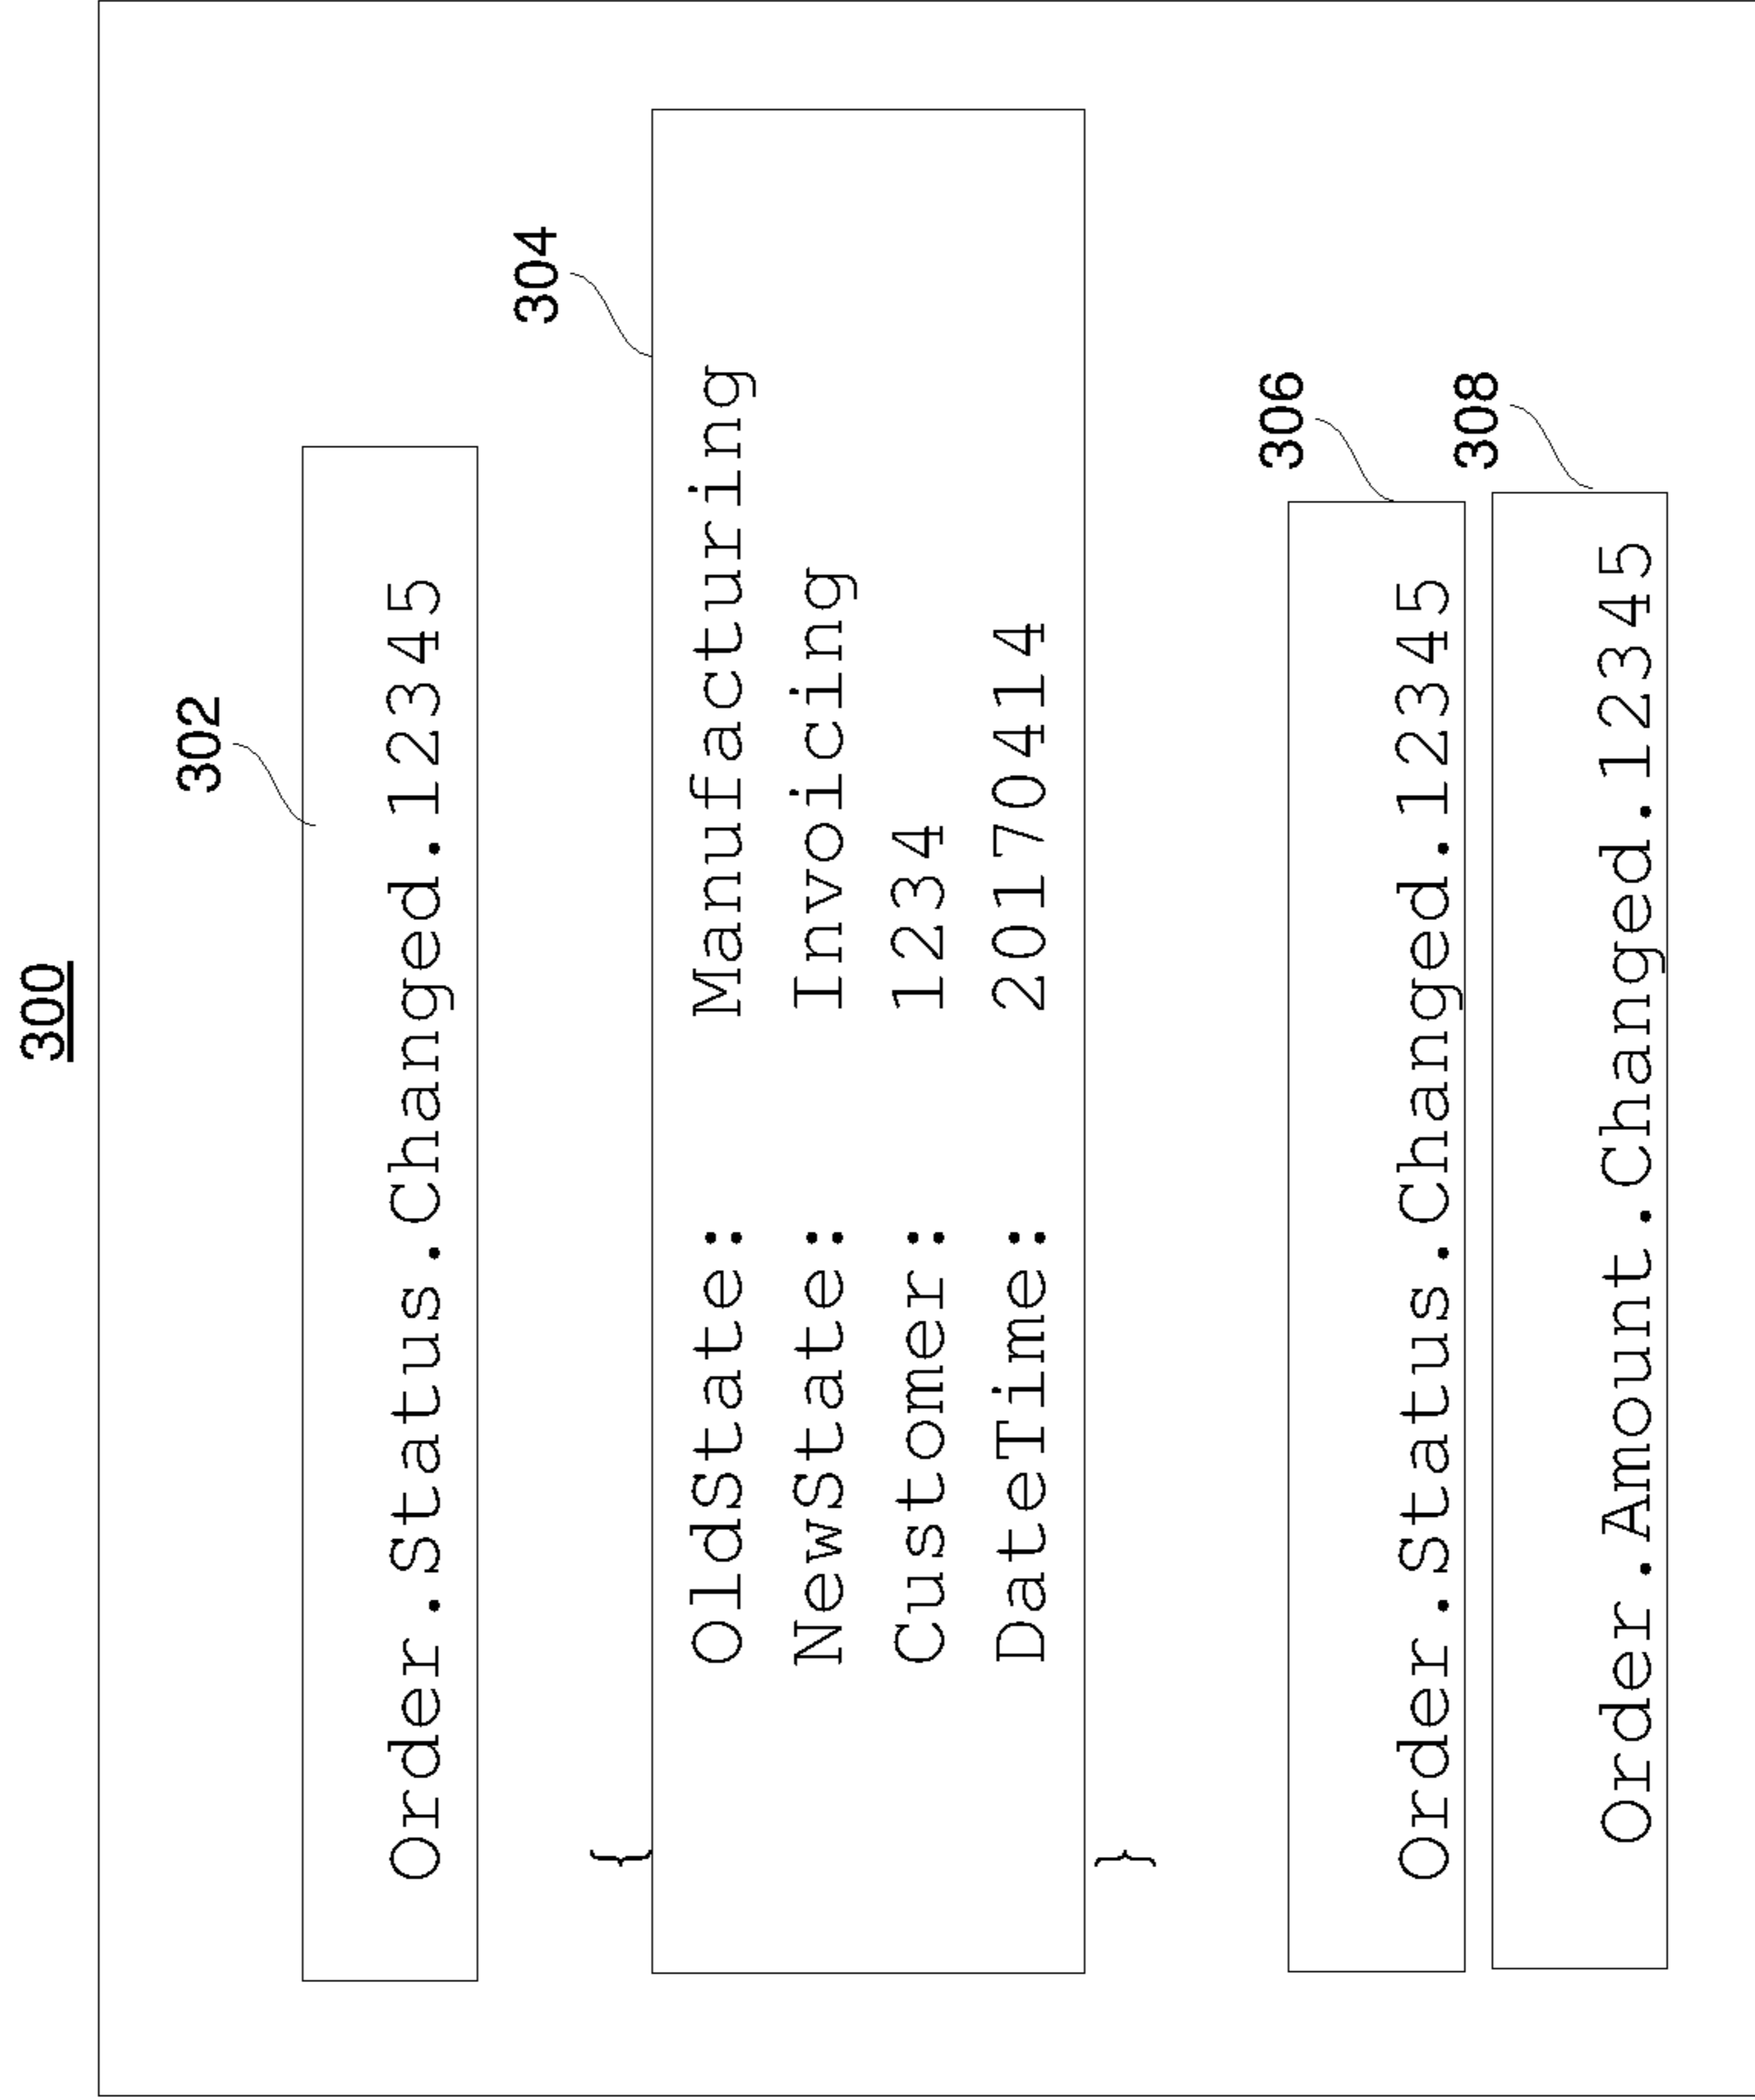 300
302
Order.Status.Changed.12345
304
{
OldState: Manufacturing
NewState: Invoicing
Customer: 1234
DateTime: 20170414
}
306
Order.Status.Changed.12345
308
Order.Amount.Changed.12345